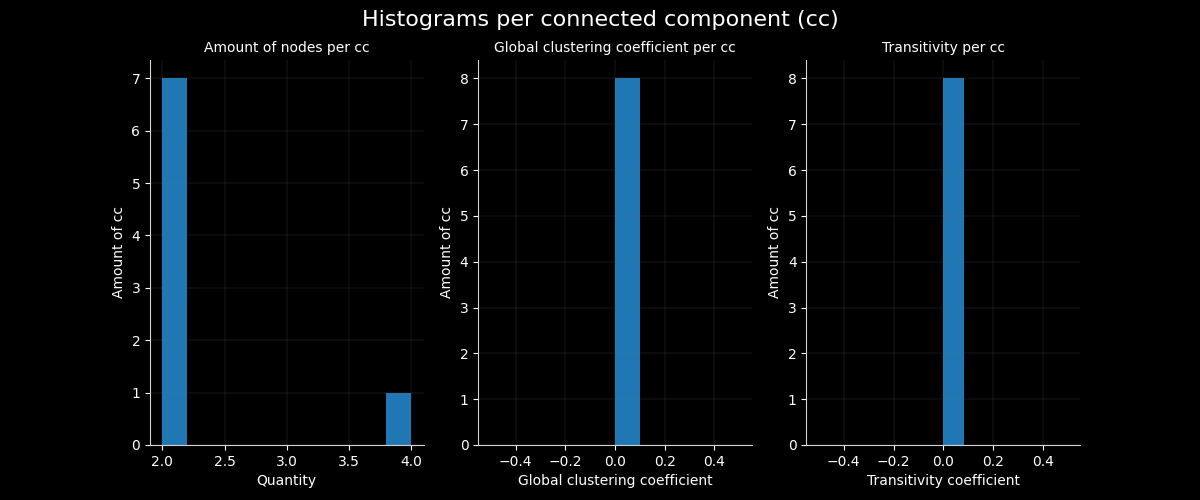 Histograms per connected component (cc)
Amount of nodes per cc
Amount of cc
7
6
5
4
3
2
1
0
2.0 2.5 3.0 3.5 4.0
Quantity
Global clustering coefficient per cc
Amount of cc
8
7
6
5
4
3
2
1
0
−0.4 −0.2 0.0 0.2 0.4
Global clustering coefficient
Transitivity per cc
Amount of cc
8
7
6
5
4
3
2
1
0
−0.4 −0.2 0.0 0.2 0.4
Transitivity coefficient